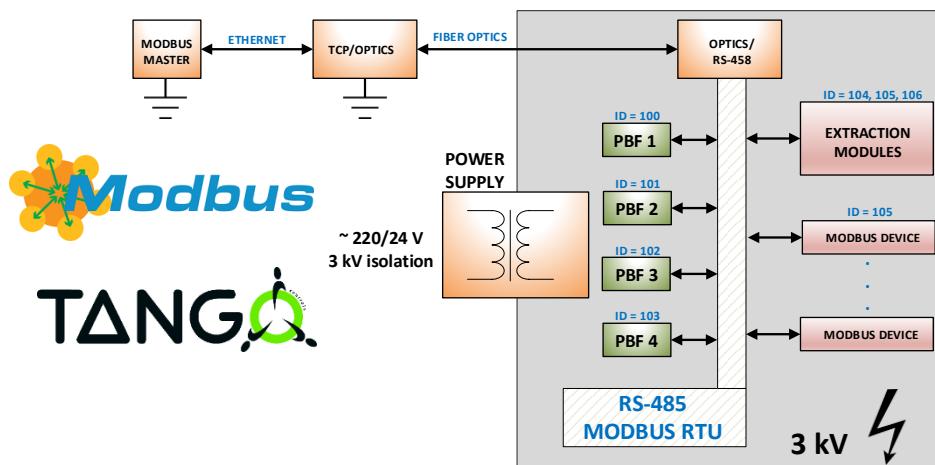 MODBUS
MASTER
ETHERNET
TCP/OPTICS
FIBER OPTICS
OPTICS/
RS-458
ID = 100
PBF 1
ID = 104, 105, 106
EXTRACTION
MODULES
Modbus
POWER
SUPPLY
~ 220/24 V
3 kV isolation
ID = 101
PBF 2
ID = 105
MODBUS DEVICE
ID = 102
PBF 3
TANGO
ID = 103
PBF 4
MODBUS DEVICE
RS-485
MODBUS RTU
3 kV